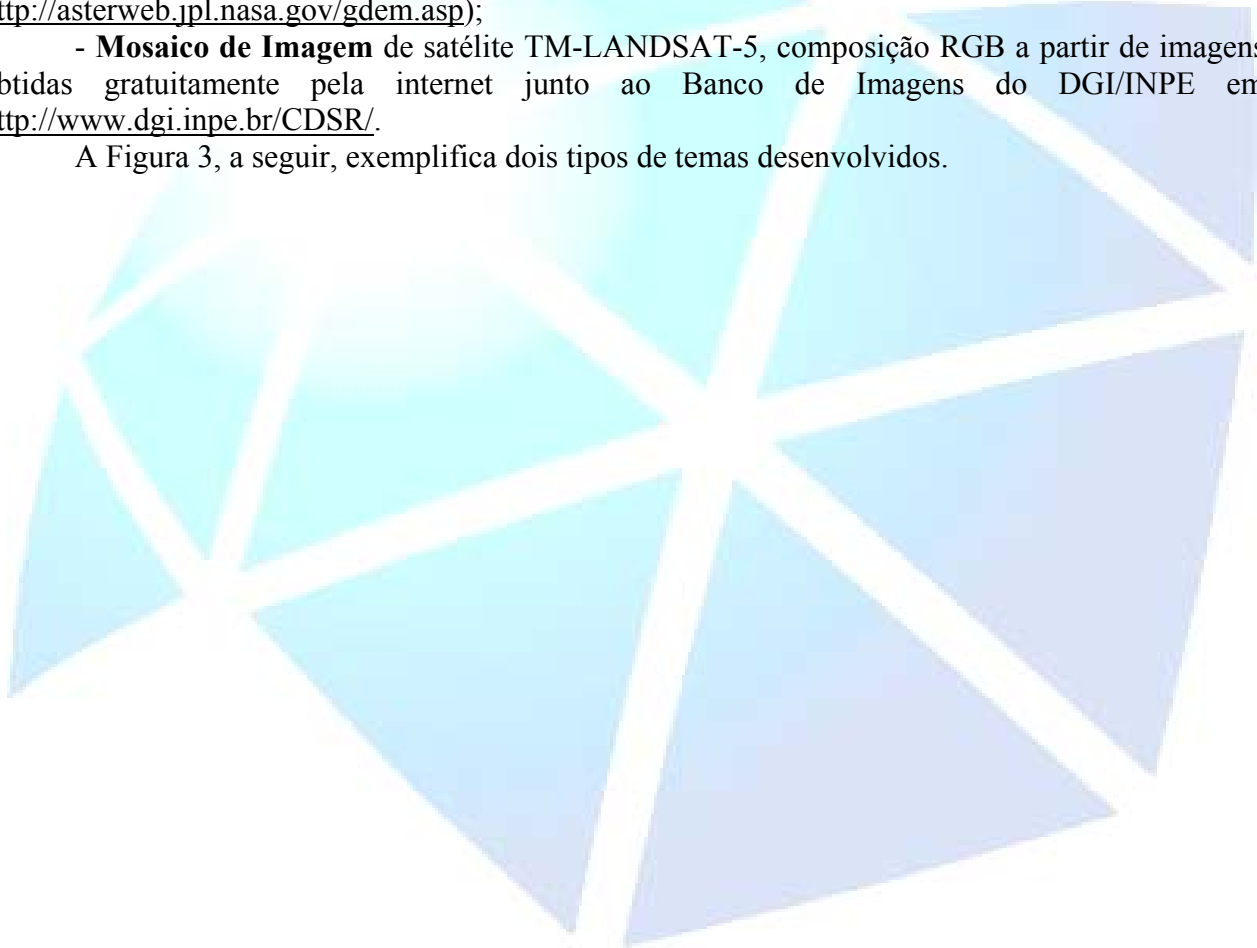 ttp://asterweb.jpl.nasa.gov/gdem.asp);
- Mosaico de Imagem de satélite TM-LANDSAT-5, composição RGB a partir de imagens
btidas gratuitamente pela internet junto ao Banco de Imagens do DGI/INPE em
ttp://www.dgi.inpe.br/CDSR/.
A Figura 3, a seguir, exemplifica dois tipos de temas desenvolvidos.